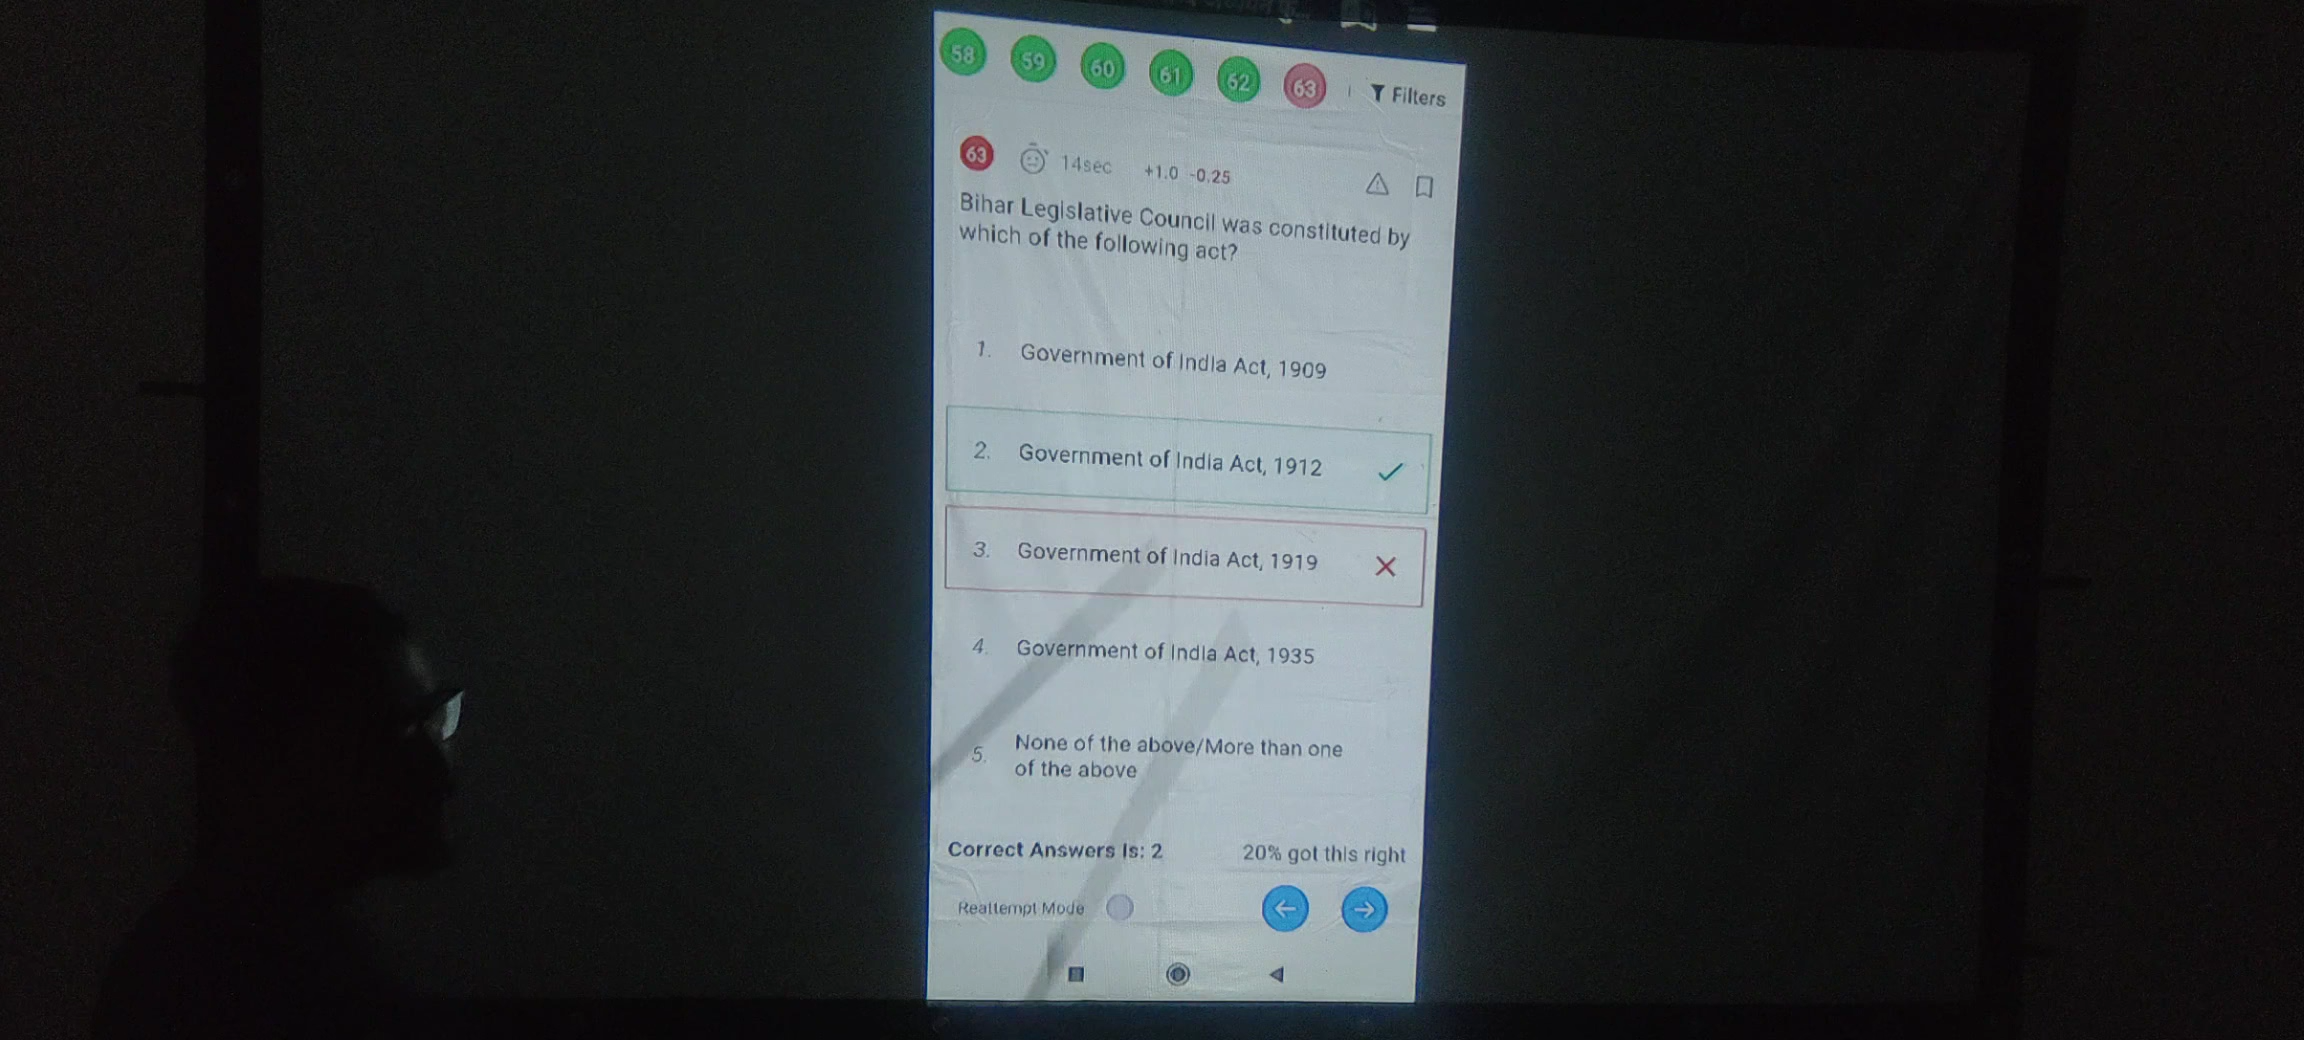 58 59 60 61 62 63 Filters
63 14sec +1.0 -0.25
Bihar Legislative Council was constituted by
which of the following act?
1. Government of India Act, 1909
2. Government of India Act, 1912
3. Government of India Act, 1919
4. Government of India Act, 1935
5. None of the above/More than one
of the above
Correct Answers Is: 2 20% got this right
Reattempt Mode